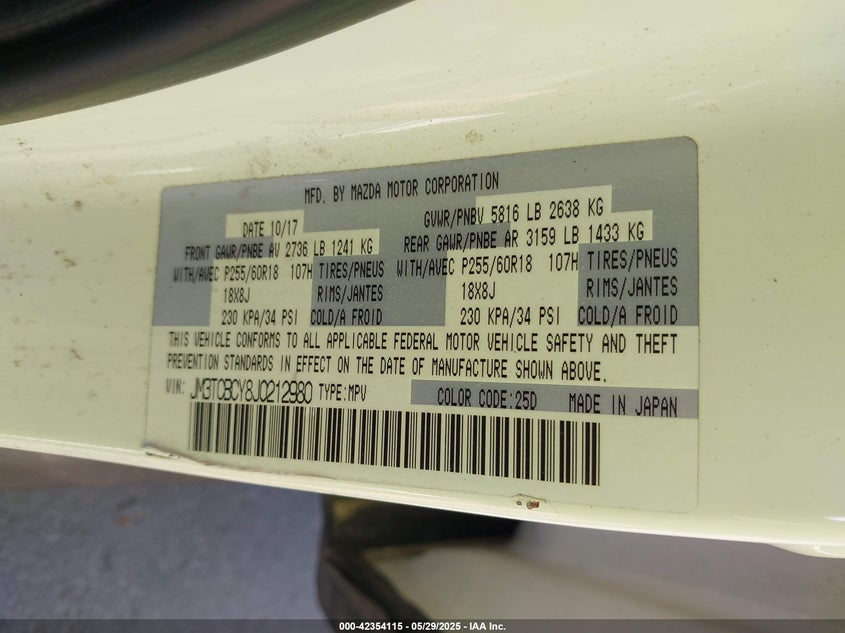 MFD. BY MAZDA MOTOR CORPORATION
DATE 10/17 GVWR/PNBV 5816 LB 2638 KG
FRONT GAWR/PNBE AV 2736 LB 1241 KG REAR GAWR/PNBE AR 3159 LB 1433 KG
WITH/AVEC P255/60R18 107H TIRES/PNEUS WITH/AVEC P255/60R18 107H TIRES/PNEUS
18X8J RIMS/JANTES 18X8J RIMS/JANTES
230 KPA/34 PSI COLD/A FROID 230 KPA/34 PSI COLD/A FROID
THIS VEHICLE CONFORMS TO ALL APPLICABLE FEDERAL MOTOR VEHICLE SAFETY AND THEFT
PREVENTION STANDARDS IN EFFECT ON THE DATE OF MANUFACTURE SHOWN ABOVE.
VIN: JM3TCBCY8J0212980 TYPE:MPV COLOR CODE:25D MADE IN JAPAN
000-42354115 - 05/29/2025 - IAA Inc.